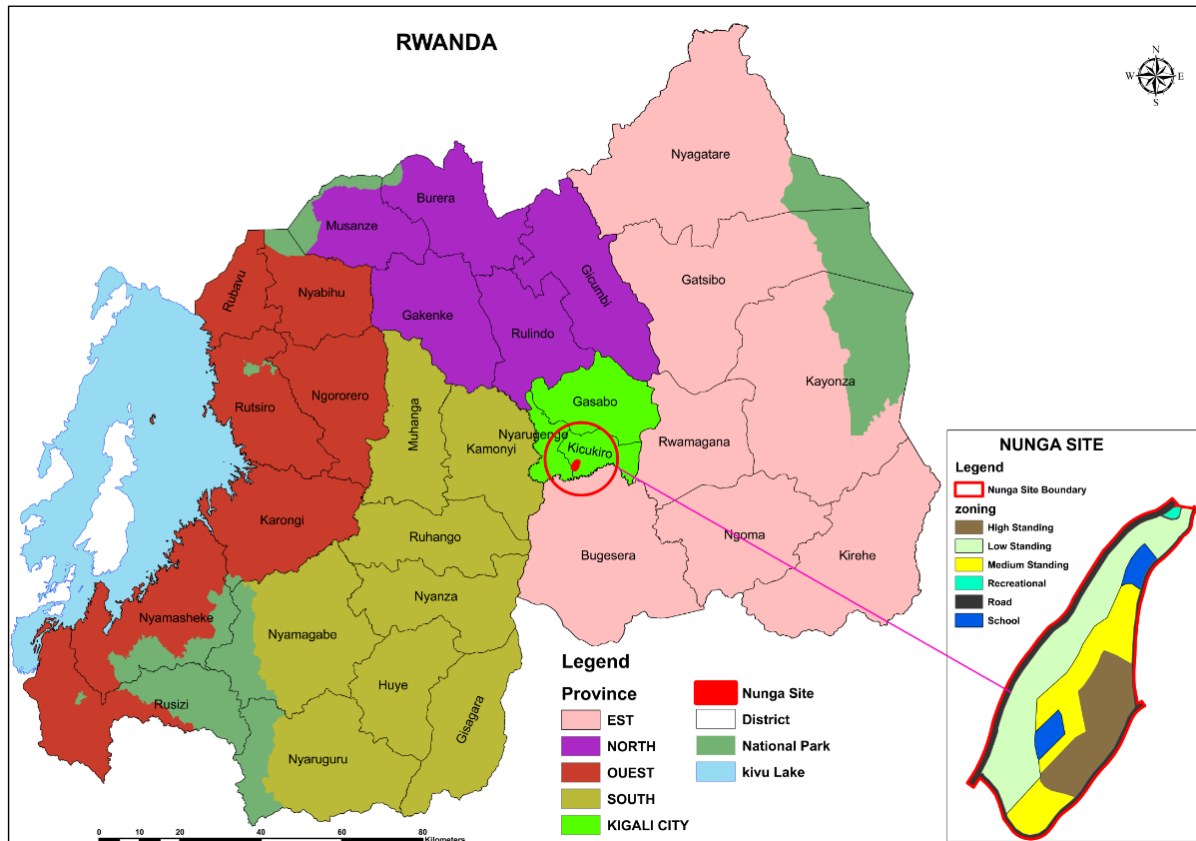 RWANDA
N
W E
S
Nyagatare
Burera
Musanze
Gicumbi
Gatsibo
Rubavu
Nyabihu
Gakenke
Rulindo
Kayonza
Gasabo
Rutsiro
Ngororero
Muhanga
Nyarugenge
Kamonyi
Kicukiro
Rwamagana
Karongi
Ruhango
Bugesera
Ngoma
Kirehe
Nyanza
Nyamasheke
Nyamagabe
Huye
Gisagara
Rusizi
Nyaruguru
Legend
Province
EST
NORTH
OUEST
SOUTH
KIGALI CITY
Nunga Site
District
National Park
kivu Lake
0 10 20 40 60 80
Kilometers
NUNGA SITE
Legend
Nunga Site Boundary
zoning
High Standing
Low Standing
Medium Standing
Recreational
Road
School